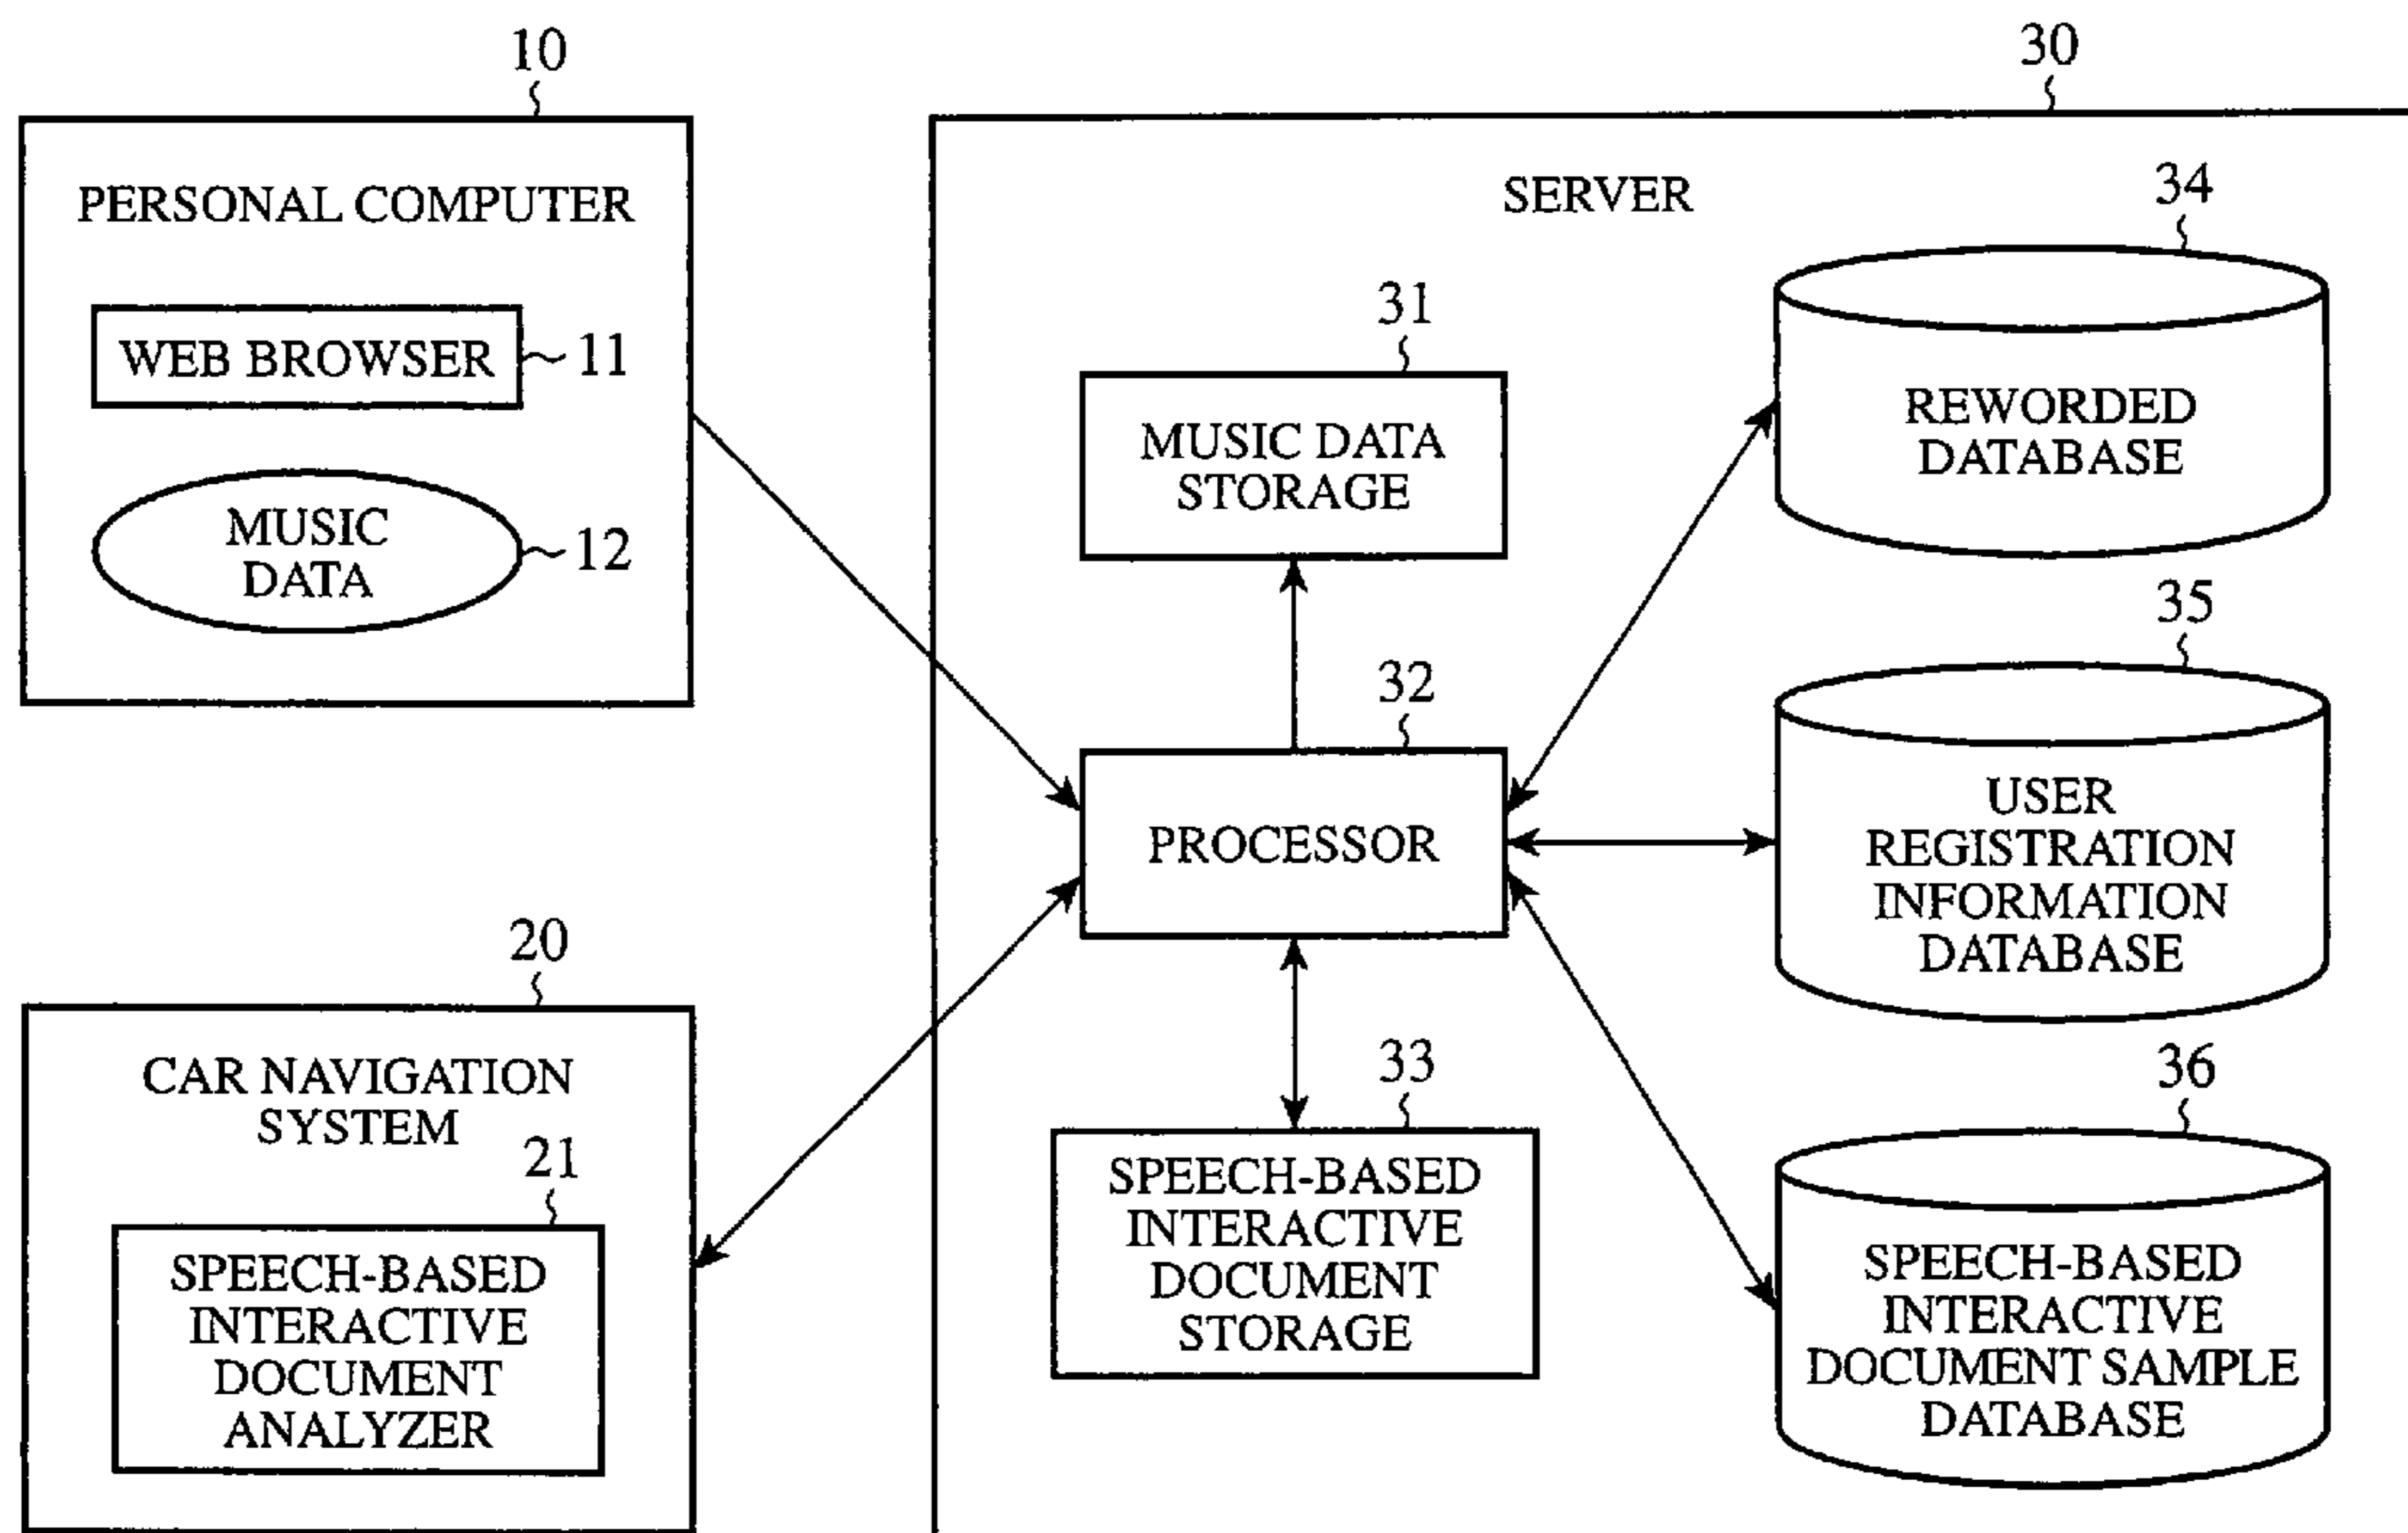 10
PERSONAL COMPUTER
WEB BROWSER
11
MUSIC
DATA
12
20
CAR NAVIGATION
SYSTEM
21
SPEECH-BASED
INTERACTIVE
DOCUMENT
ANALYZER
30
SERVER
31
MUSIC DATA
STORAGE
32
PROCESSOR
33
SPEECH-BASED
INTERACTIVE
DOCUMENT
STORAGE
34
REWORDED
DATABASE
35
USER
REGISTRATION
INFORMATION
DATABASE
36
SPEECH-BASED
INTERACTIVE
DOCUMENT SAMPLE
DATABASE